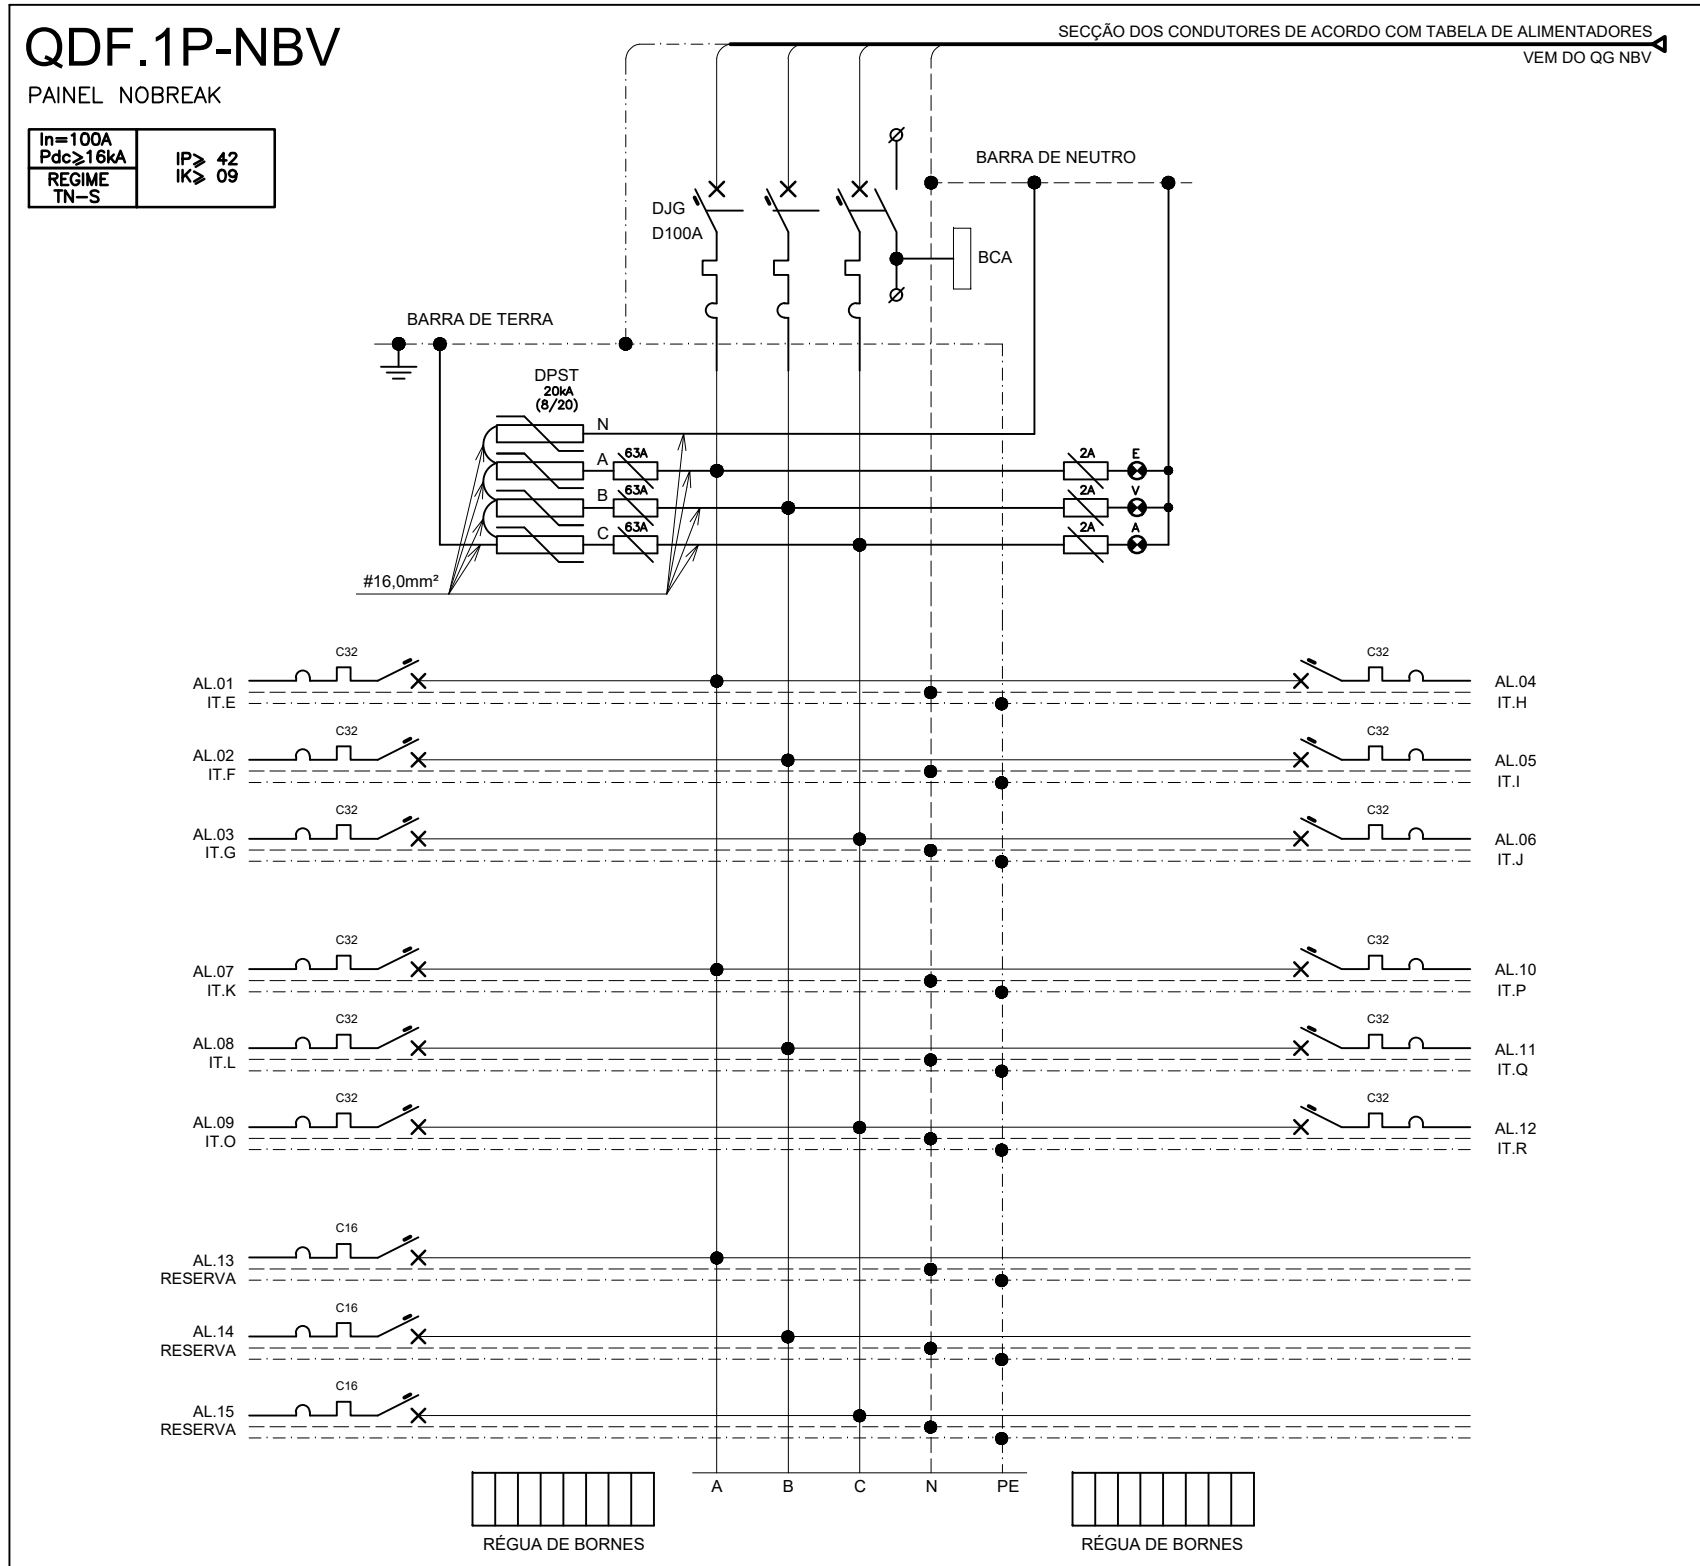 QDF.1P-NBV
PAINEL NOBREAK
In=100A
Pdc≥16kA
REGIME
TN-S
IP≥ 42
IK≥ 09
SECÇÃO DOS CONDUTORES DE ACORDO COM TABELA DE ALIMENTADORES
VEM DO QG NBV
BARRA DE NEUTRO
DJG
D100A
BCA
BARRA DE TERRA
DPST
20kA
(8/20)
N
A 63A 2A E
B 63A 2A V
C 63A 2A A
#16,0mm²
C32 C32
AL.01 AL.04
IT.E IT.H
C32 C32
AL.02 AL.05
IT.F IT.I
C32 C32
AL.03 AL.06
IT.G IT.J
C32 C32
AL.07 AL.10
IT.K IT.P
C32 C32
AL.08 AL.11
IT.L IT.Q
C32 C32
AL.09 AL.12
IT.O IT.R
C16
AL.13
RESERVA
C16
AL.14
RESERVA
C16
AL.15
RESERVA
A B C N PE
RÉGUA DE BORNES RÉGUA DE BORNES